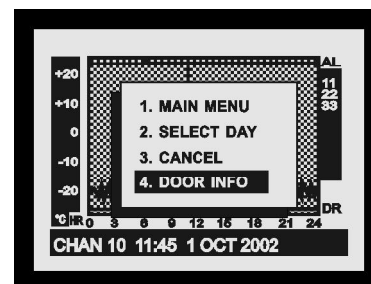 AL
+20
11
22
33
+10
0
-10
-20
1. MAIN MENU
2. SELECT DAY
3. CANCEL
4. DOOR INFO
DR
°C HR 0 3 6 9 12 15 18 21 24
CHAN 10 11:45 1 OCT 2002